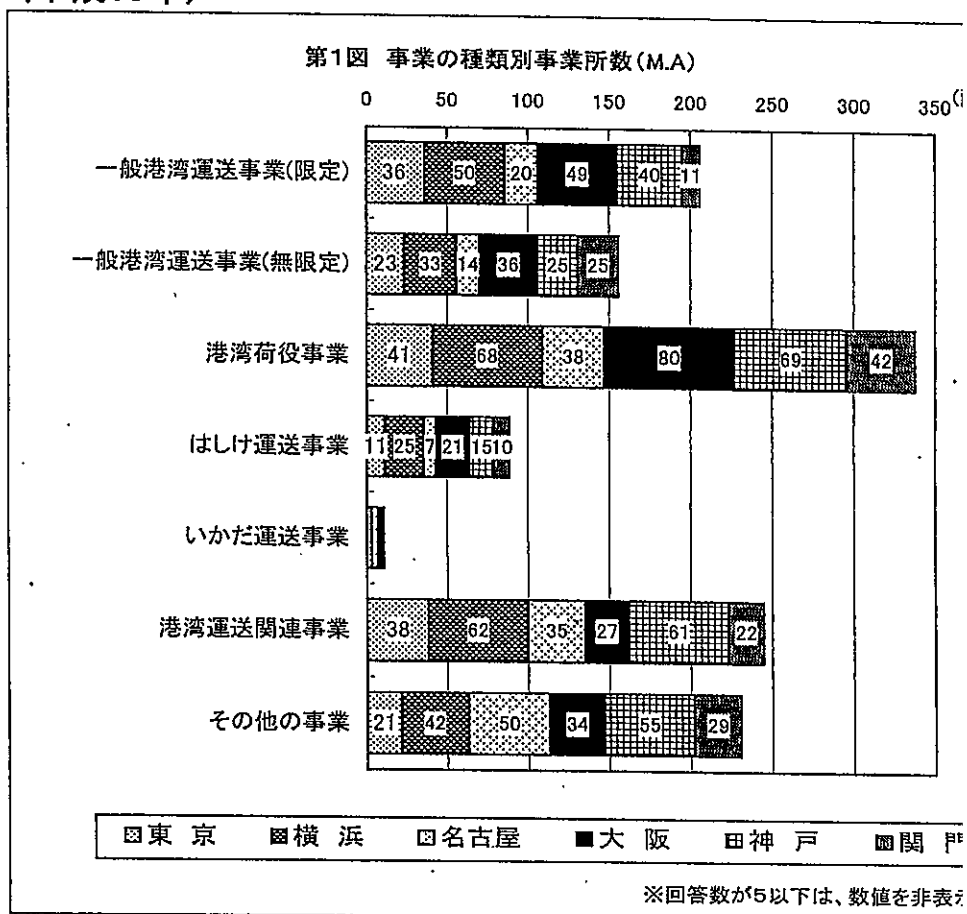 第1図 事業の種類別事業所数(M.A)
0 50 100 150 200 250 300 350
一般港湾運送事業(限定) 36 50 20 49 40 11
一般港湾運送事業(無限定) 23 33 14 36 25 25
港湾荷役事業 41 68 38 80 69 42
はしけ運送事業 11 25 7 21 15 10
いかだ運送事業
港湾運送関連事業 38 62 35 27 61 22
その他の事業 21 42 50 34 55 29
東 京 横 浜 名古屋 大 阪 神 戸 関 門
※回答数が5以下は、数値を非表示